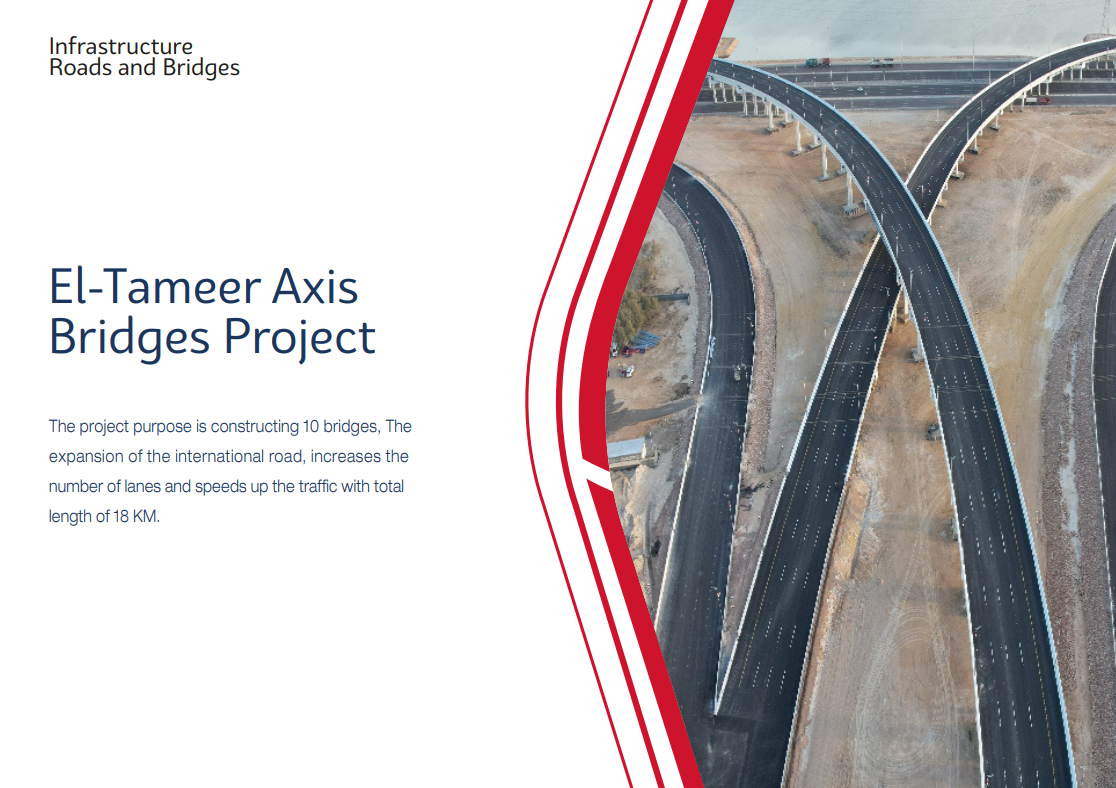 Infrastructure
Roads and Bridges
El-Tameer Axis
Bridges Project
The project purpose is constructing 10 bridges, The
expansion of the international road, increases the
number of lanes and speeds up the traffic with total
length of 18 KM.